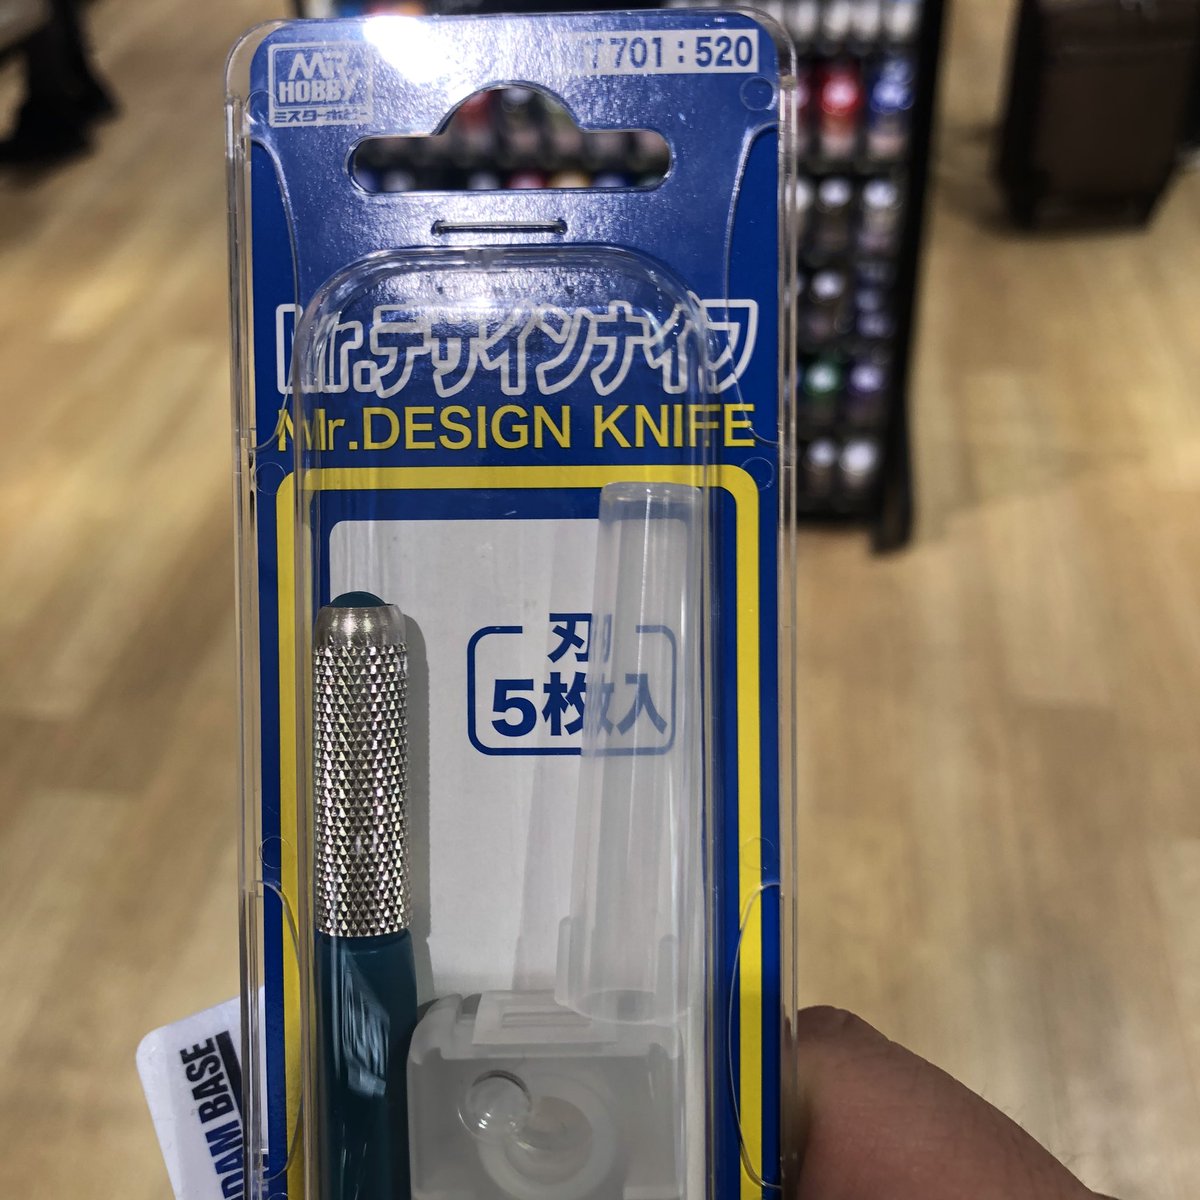 Mr.
HOBBY
ミスターホビー
701:520
Mr.デザインナイフ
Mr.DESIGN KNIFE
刃
5枚入
DAM BASE